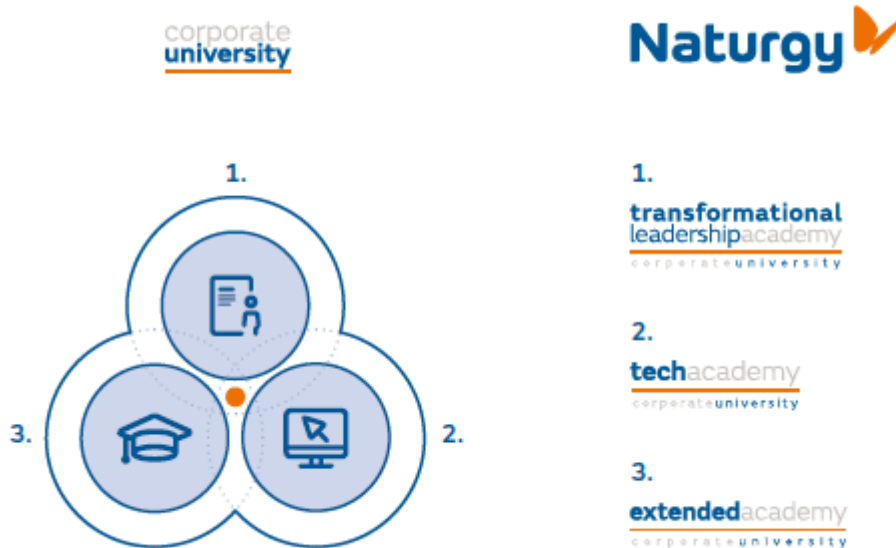 corporate
university
Naturgy
1.
3.
2.
1.
transformational
leadershipacademy
corporateuniversity
2.
techacademy
corporateuniversity
3.
extendedacademy
corporateuniversity